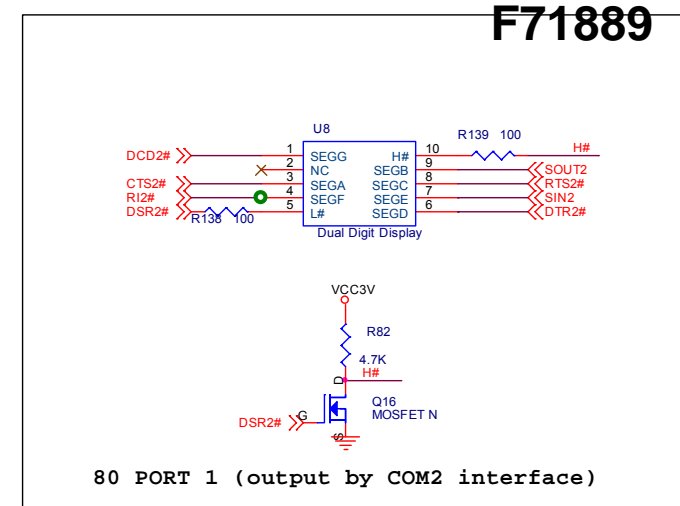 F71889
U8
R139 100
H#
DCD2# 1 SEGG H# 10
2 NC SEGB 9 SOUT2
CTS2# 3 SEGA SEGC 8 RTS2#
RI2# 4 SEGF SEGE 7 SIN2
DSR2# R138 100 5 L# SEGD 6 DTR2#
Dual Digit Display
VCC3V
R82
4.7K
H#
D
Q16
MOSFET N
DSR2# G
S
80 PORT 1 (output by COM2 interface)